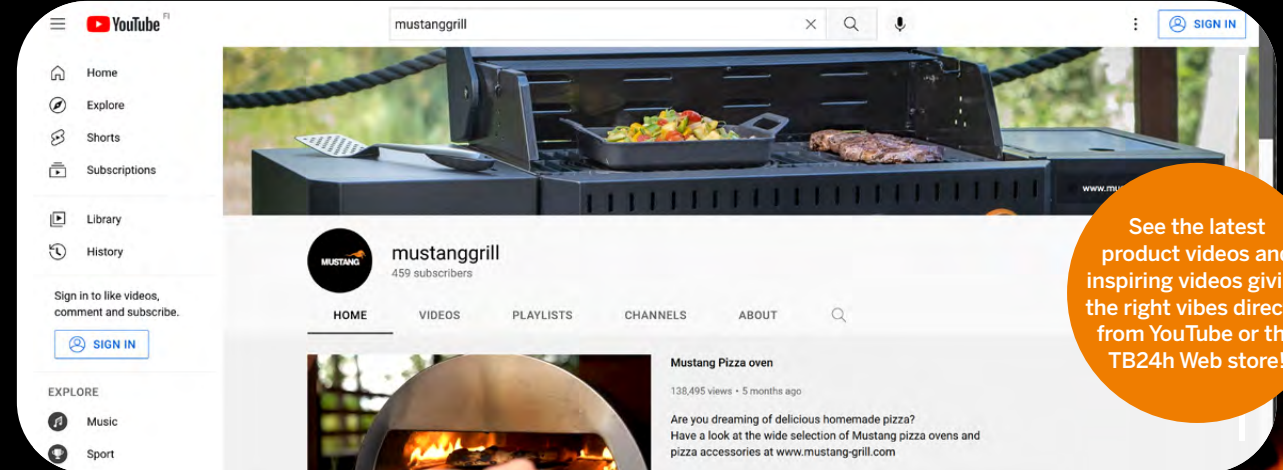 YouTube FI
mustanggrill
SIGN IN
Home
Explore
Shorts
Subscriptions
Library
History
Sign in to like videos,
comment and subscribe.
SIGN IN
EXPLORE
Music
Sport
www.mu
MUSTANG
mustanggrill
459 subscribers
HOME VIDEOS PLAYLISTS CHANNELS ABOUT
Mustang Pizza oven
138,495 views • 5 months ago
Are you dreaming of delicious homemade pizza?
Have a look at the wide selection of Mustang pizza ovens and
pizza accessories at www.mustang-grill.com
See the latest
product videos an
inspiring videos givi
the right vibes direc
from YouTube or th
TB24h Web store!